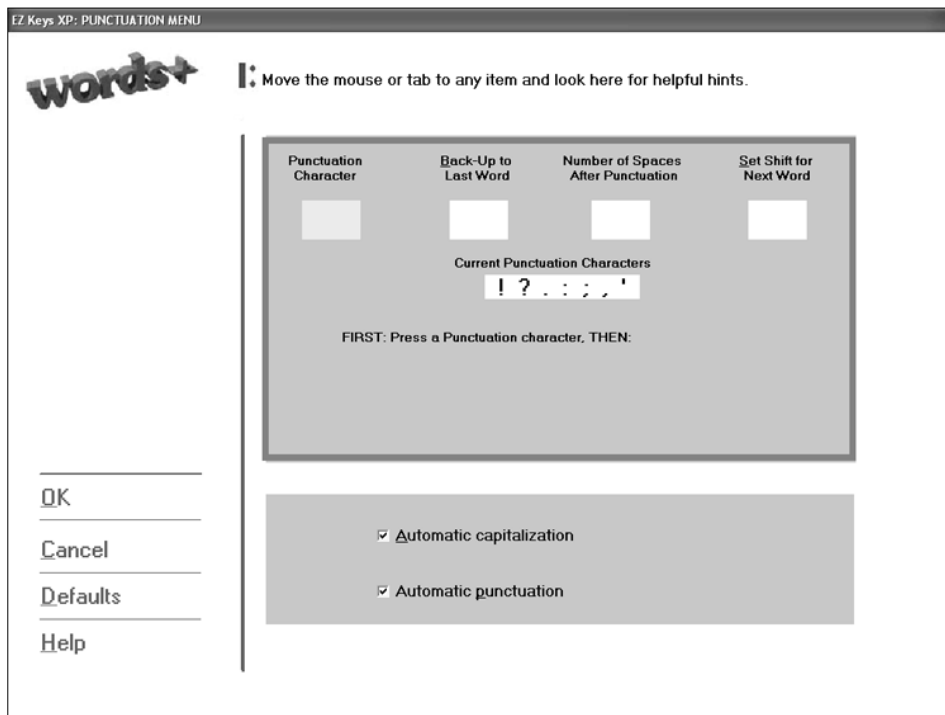 EZ Keys XP: PUNCTUATION MENU
words+
Move the mouse or tab to any item and look here for helpful hints.
Punctuation Character
Back-Up to Last Word
Number of Spaces After Punctuation
Set Shift for Next Word
Current Punctuation Characters
! ? . : ; , '
FIRST: Press a Punctuation character, THEN:
OK
Cancel
Defaults
Help
Automatic capitalization
Automatic punctuation